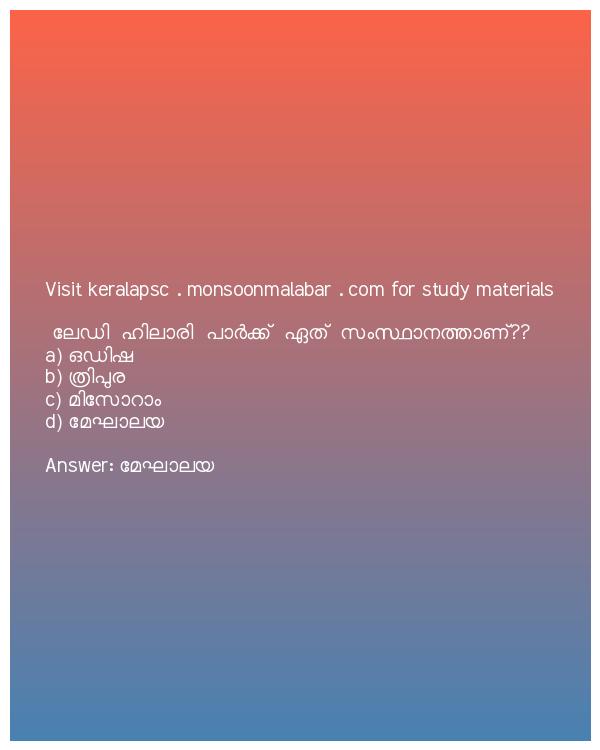 Visit keralapsc . monsoonmalabar . com for study materials
ലേഡി ഹിലാരി പാർക്ക് ഏത് സംസ്ഥാനത്താണ്??
a) ഒഡിഷ
b) ത്രിപുര
c) മിസോറാം
d) മേഘാലയ
Answer: മേഘാലയ